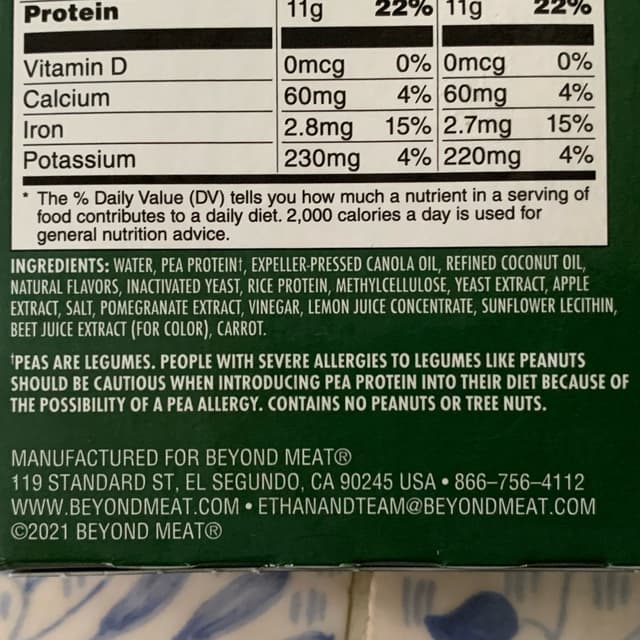 Protein 11g 22% 11g 22%
Vitamin D 0mcg 0% 0mcg 0%
Calcium 60mg 4% 60mg 4%
Iron 2.8mg 15% 2.7mg 15%
Potassium 230mg 4% 220mg 4%
* The % Daily Value (DV) tells you how much a nutrient in a serving of
food contributes to a daily diet. 2,000 calories a day is used for
general nutrition advice.
INGREDIENTS: WATER, PEA PROTEIN†, EXPELLER-PRESSED CANOLA OIL, REFINED COCONUT OIL,
NATURAL FLAVORS, INACTIVATED YEAST, RICE PROTEIN, METHYLCELLULOSE, YEAST EXTRACT, APPLE
EXTRACT, SALT, POMEGRANATE EXTRACT, VINEGAR, LEMON JUICE CONCENTRATE, SUNFLOWER LECITHIN,
BEET JUICE EXTRACT (FOR COLOR), CARROT.
†PEAS ARE LEGUMES. PEOPLE WITH SEVERE ALLERGIES TO LEGUMES LIKE PEANUTS
SHOULD BE CAUTIOUS WHEN INTRODUCING PEA PROTEIN INTO THEIR DIET BECAUSE OF
THE POSSIBILITY OF A PEA ALLERGY. CONTAINS NO PEANUTS OR TREE NUTS.
MANUFACTURED FOR BEYOND MEAT®
119 STANDARD ST, EL SEGUNDO, CA 90245 USA • 866–756–4112
WWW.BEYONDMEAT.COM • ETHANANDTEAM@BEYONDMEAT.COM
©2021 BEYOND MEAT®